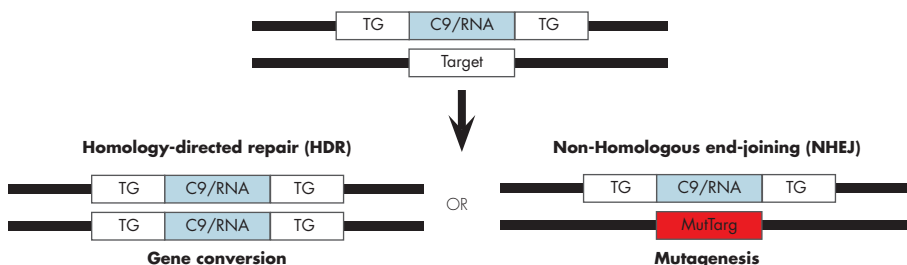 TG C9/RNA TG
Target
Homology-directed repair (HDR)
Non-Homologous end-joining (NHEJ)
TG C9/RNA TG
TG C9/RNA TG
OR
TG C9/RNA TG
MutTarg
Gene conversion
Mutagenesis